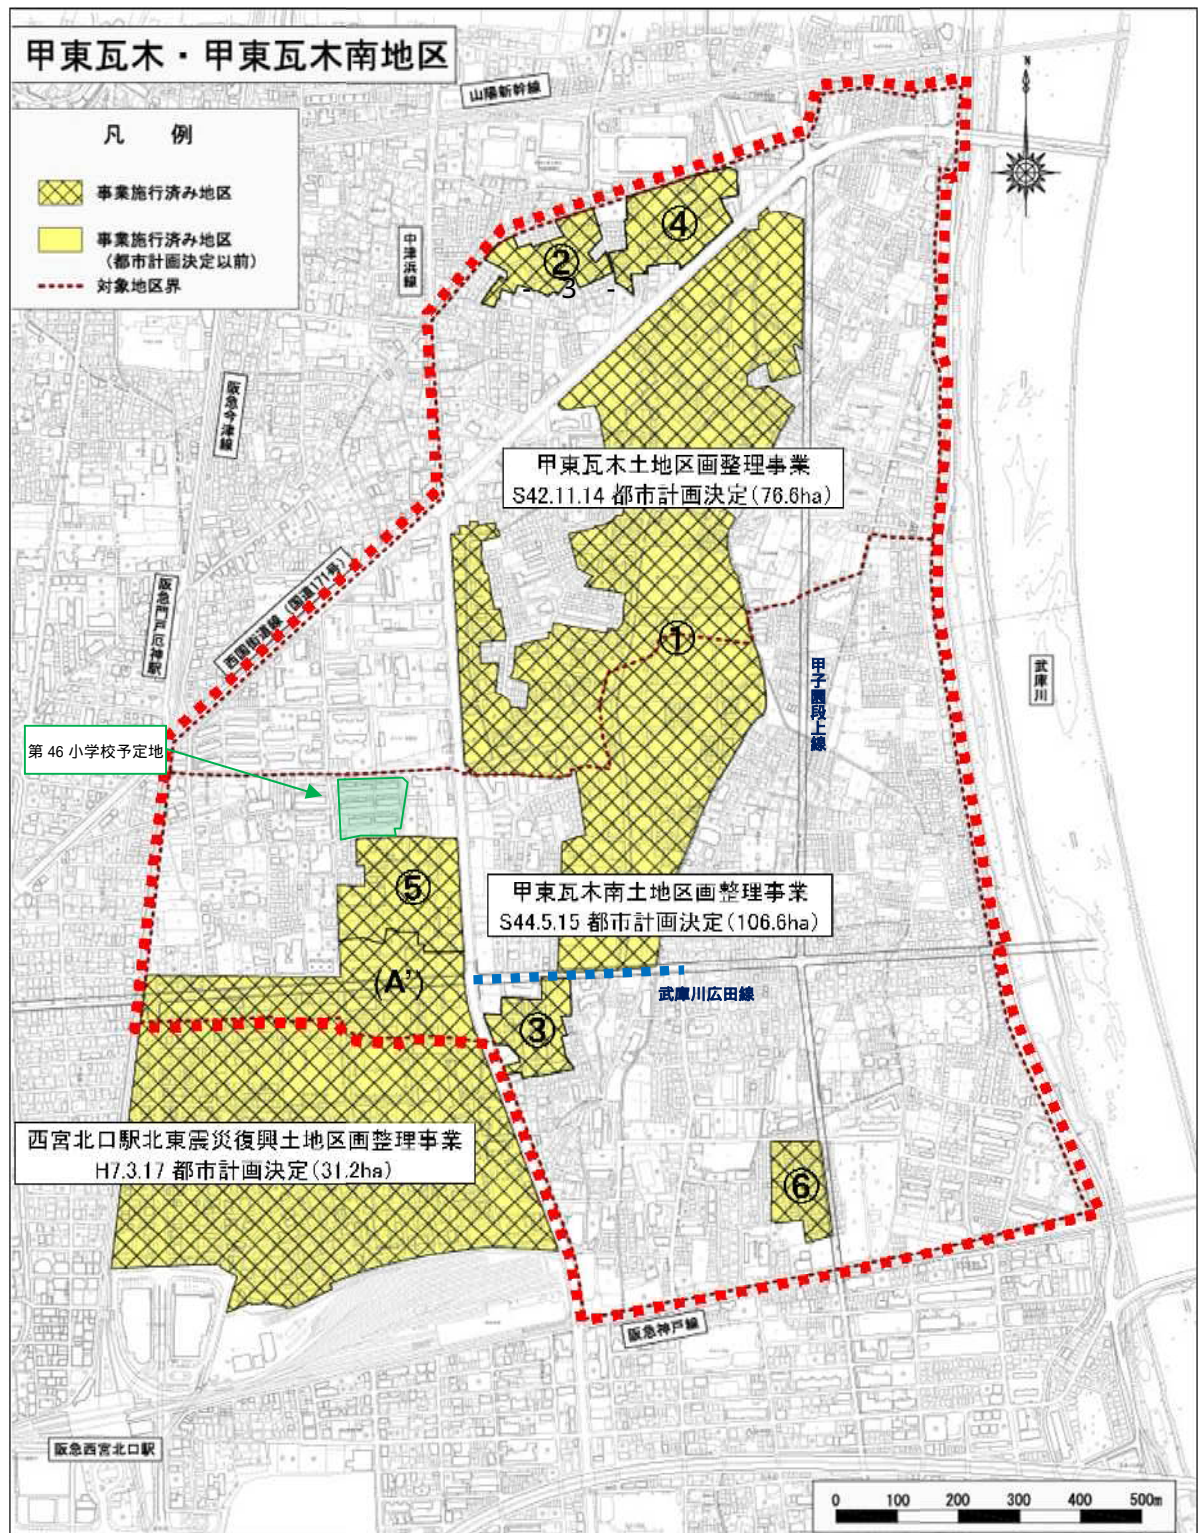 甲東瓦木・甲東瓦木南地区
凡　例
事業施行済み地区
事業施行済み地区
(都市計画決定以前)
対象地区界
山陽新幹線
中津浜線
N
④
②
- 3 -
阪急今津線
甲東瓦木土地区画整理事業
S42.11.14 都市計画決定(76.6ha)
西国街道線 (国道171号)
阪急門戸厄神駅
①
甲子園段上線
武庫川
第 46 小学校予定地
⑤
甲東瓦木南土地区画整理事業
S44.5.15 都市計画決定(106.6ha)
(A')
武庫川広田線
③
西宮北口駅北東震災復興土地区画整理事業
H7.3.17 都市計画決定(31.2ha)
⑥
阪急神戸線
阪急西宮北口駅
0 100 200 300 400 500m